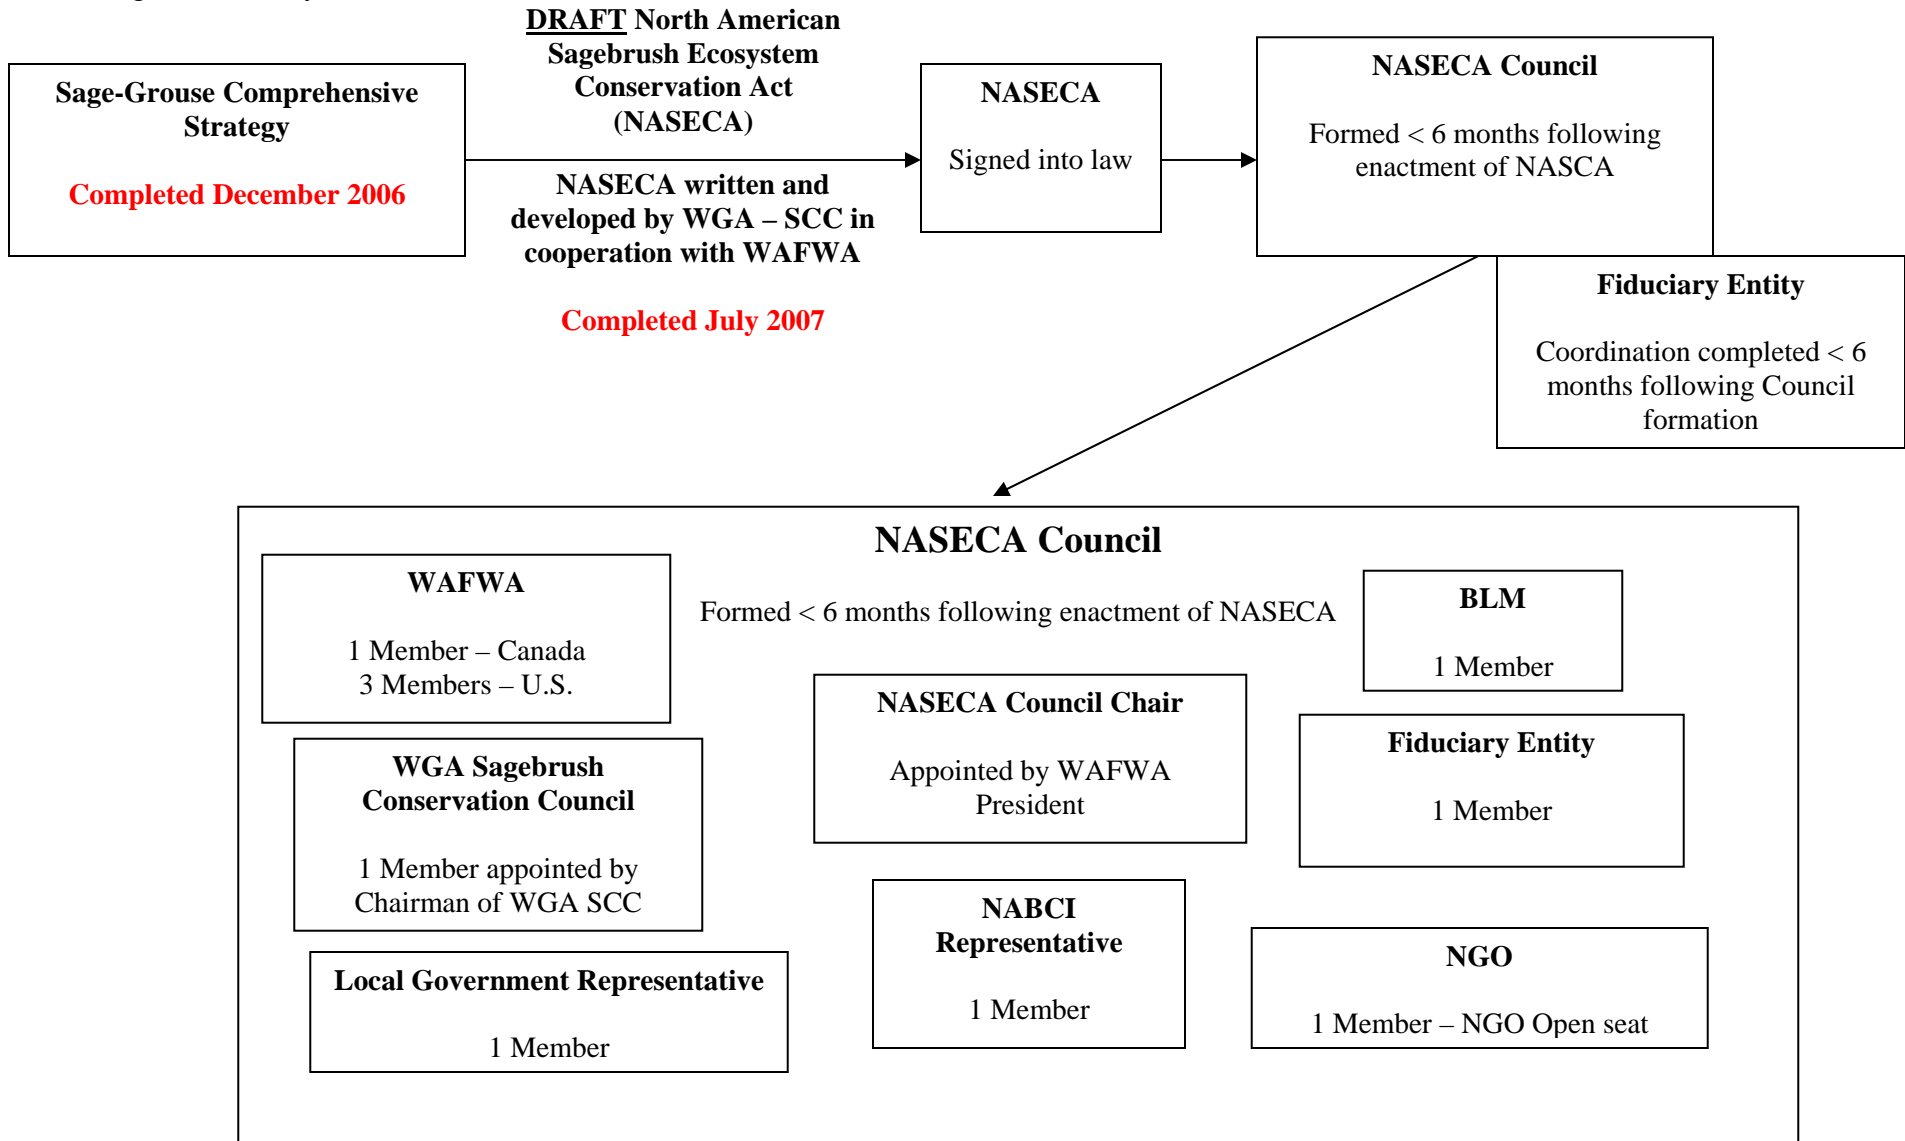 DRAFT North American
Sagebrush Ecosystem
Conservation Act
(NASECA)
Sage-Grouse Comprehensive
Strategy
Completed December 2006
NASECA written and
developed by WGA – SCC in
cooperation with WAFWA
Completed July 2007
NASECA
Signed into law
NASECA Council
Formed < 6 months following
enactment of NASCA
Fiduciary Entity
Coordination completed < 6
months following Council
formation
NASECA Council
Formed < 6 months following enactment of NASECA
WAFWA
1 Member – Canada
3 Members – U.S.
WGA Sagebrush
Conservation Council
1 Member appointed by
Chairman of WGA SCC
Local Government Representative
1 Member
NASECA Council Chair
Appointed by WAFWA
President
NABCI
Representative
1 Member
BLM
1 Member
Fiduciary Entity
1 Member
NGO
1 Member – NGO Open seat